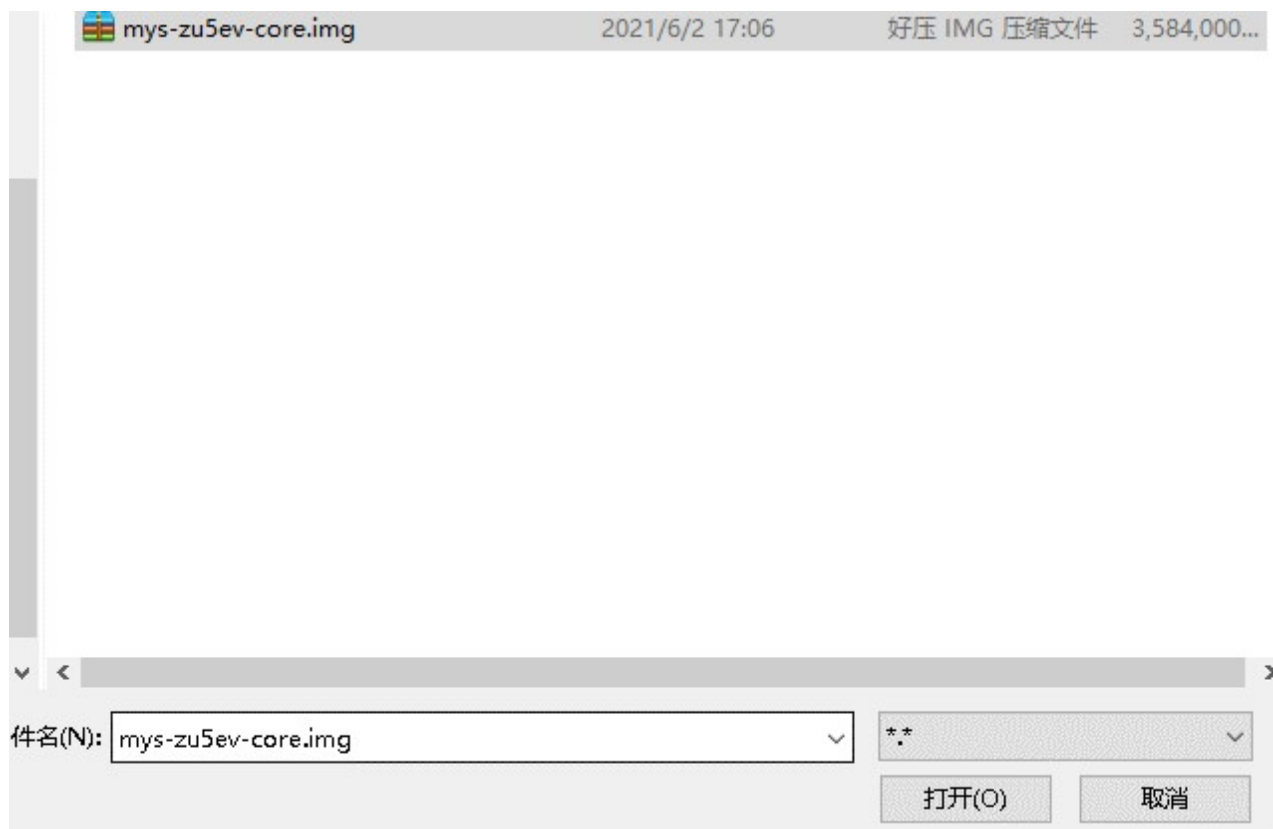 mys-zu5ev-core.img 2021/6/2 17:06 好压 IMG 压缩文件 3,584,000...
件名(N): mys-zu5ev-core.img *.*
打开(O) 取消